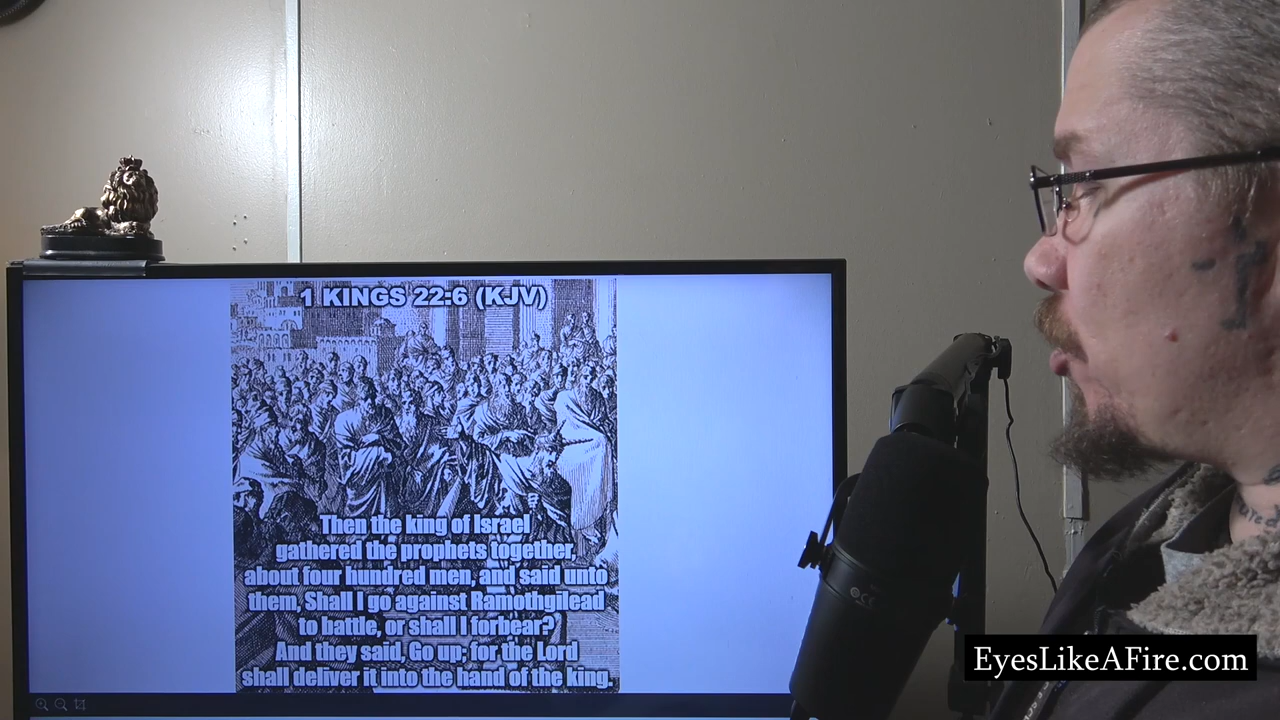 1 KINGS 22:6 (KJV)
Then the king of Israel
gathered the prophets together,
about four hundred men, and said unto
them, Shall I go against Ramothgilead
to battle, or shall I forbear?
And they said, Go up; for the Lord
shall deliver it into the hand of the king.
EyesLikeAFire.com